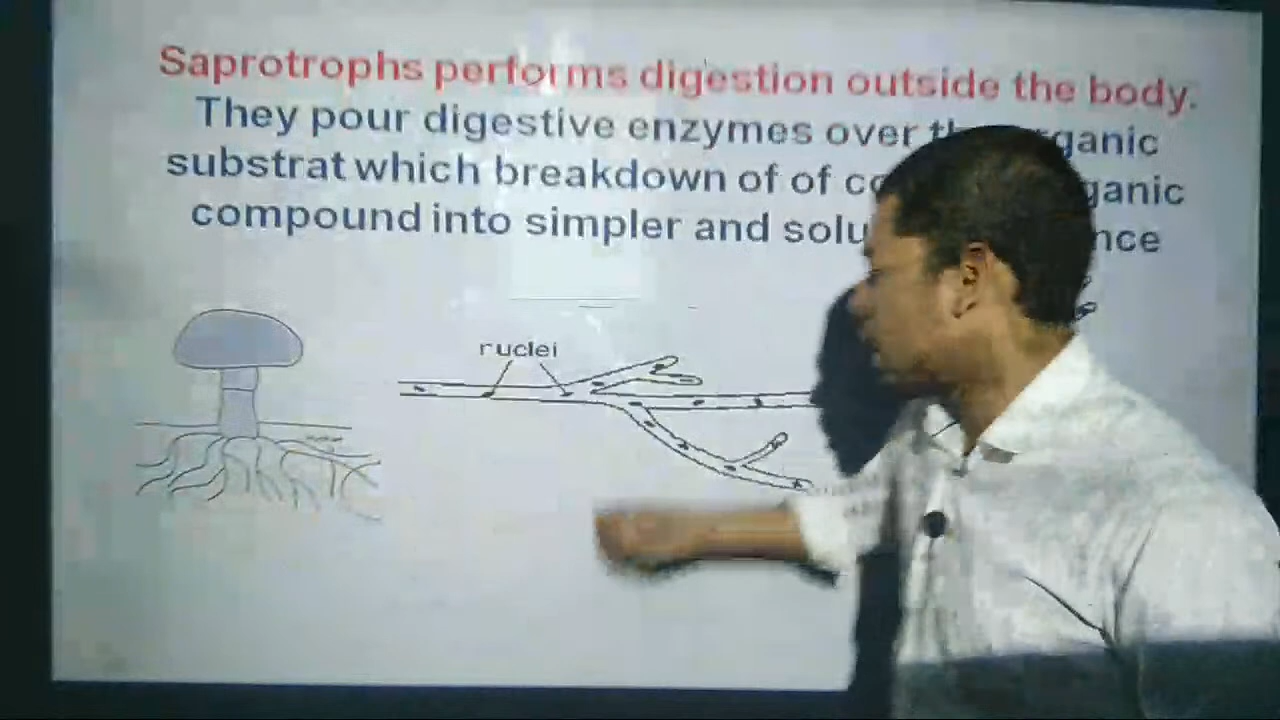 Saprotrophs performs digestion outside the body.
They pour digestive enzymes over
substrat which breakdown of of
compound into simpler and
ruclei